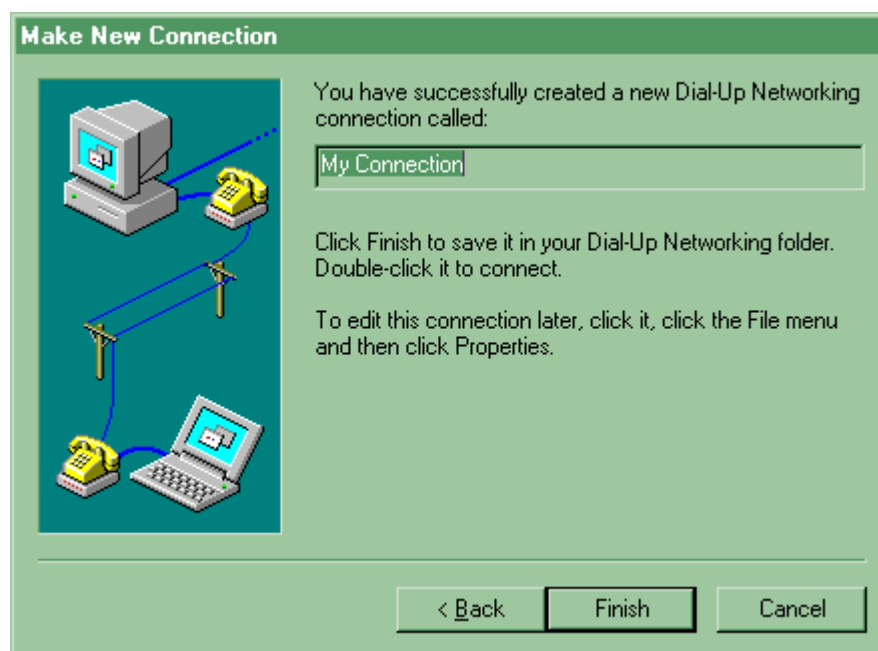 Make New Connection
You have successfully created a new Dial-Up Networking
connection called:
My Connection
Click Finish to save it in your Dial-Up Networking folder.
Double-click it to connect.
To edit this connection later, click it, click the File menu
and then click Properties.
< Back
Finish
Cancel